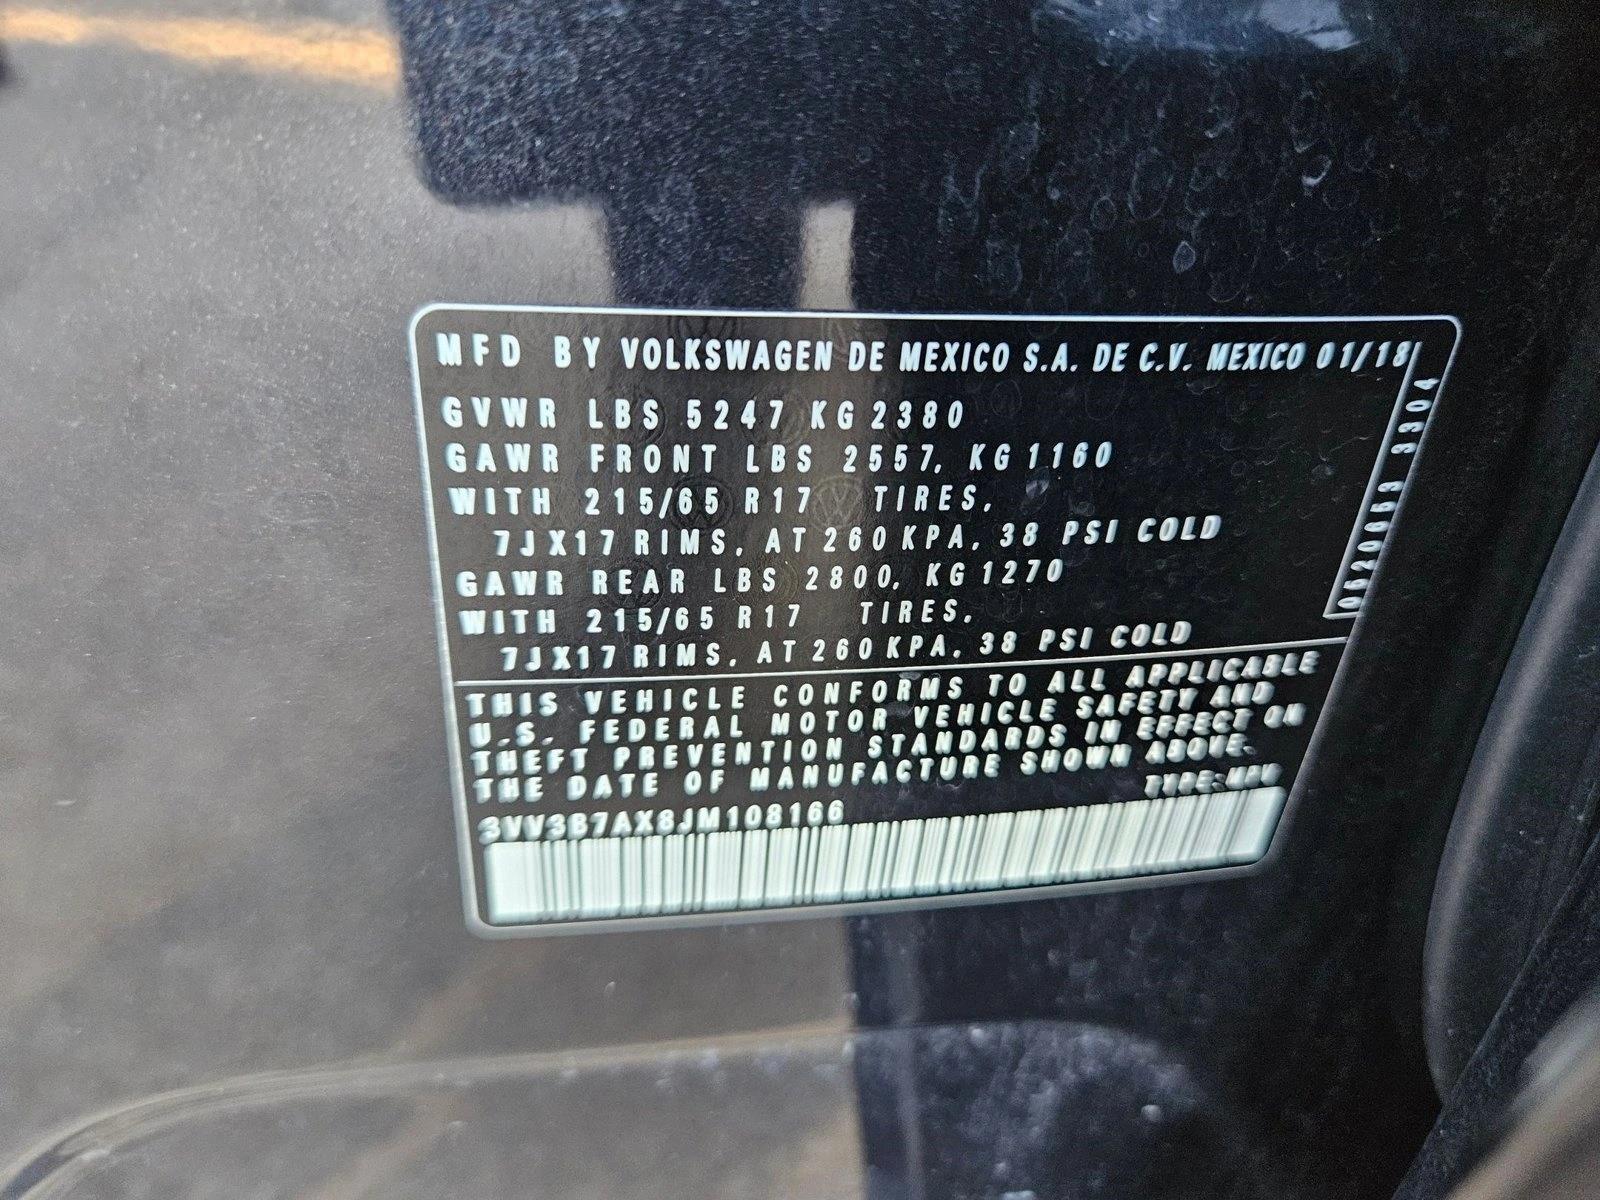 MFD BY VOLKSWAGEN DE MEXICO S.A. DE C.V. MEXICO 01/18
GVWR LBS 5247 KG 2380
GAWR FRONT LBS 2557, KG 1160
WITH 215/65 R17 TIRES,
7JX17 RIMS, AT 260 KPA, 38 PSI COLD
GAWR REAR LBS 2800, KG 1270
WITH 215/65 R17 TIRES,
7JX17 RIMS, AT 260 KPA, 38 PSI COLD
0520063 3304
THIS VEHICLE CONFORMS TO ALL APPLICABLE
U.S. FEDERAL MOTOR VEHICLE SAFETY AND
THEFT PREVENTION STANDARDS IN EFFECT ON
THE DATE OF MANUFACTURE SHOWN ABOVE.
TYPE:MPV
3VV3B7AX8JM108166